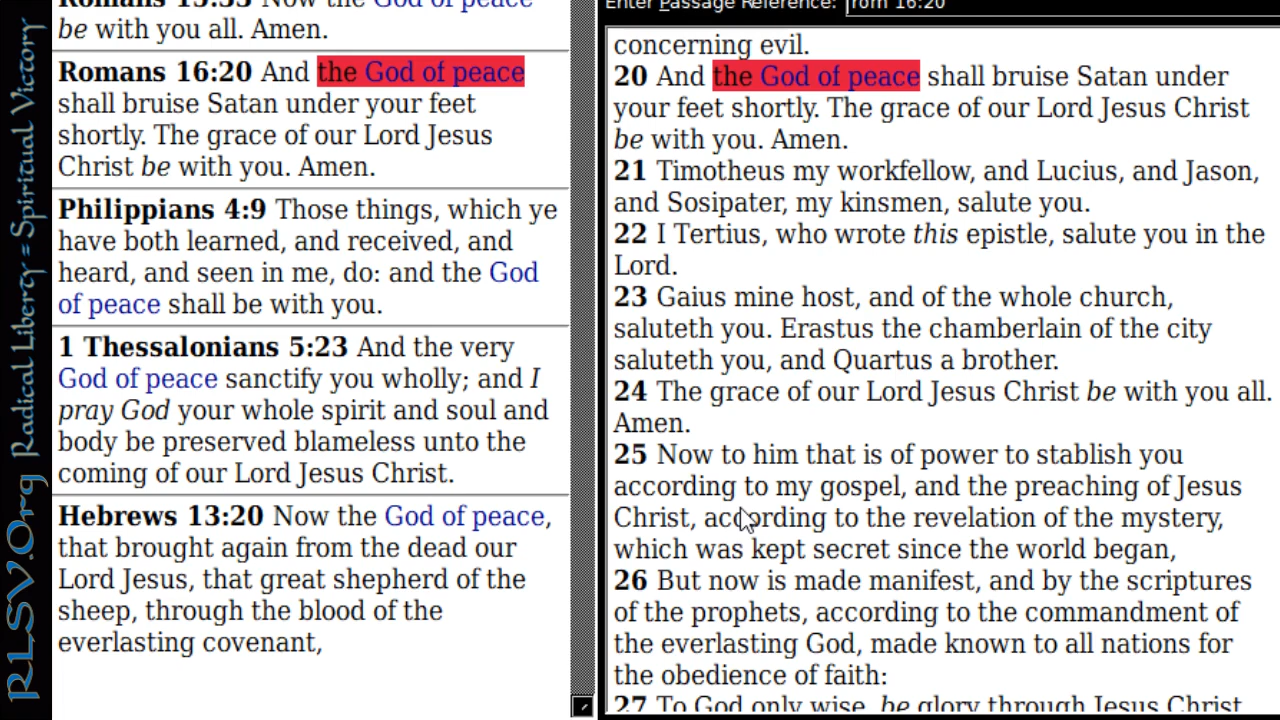 RLSV.Org Radical Liberty = Spiritual Victory
Romans 15:33 Now the God of peace
be with you all. Amen.
Romans 16:20 And the God of peace
shall bruise Satan under your feet
shortly. The grace of our Lord Jesus
Christ be with you. Amen.
Philippians 4:9 Those things, which ye
have both learned, and received, and
heard, and seen in me, do: and the God
of peace shall be with you.
1 Thessalonians 5:23 And the very
God of peace sanctify you wholly; and I
pray God your whole spirit and soul and
body be preserved blameless unto the
coming of our Lord Jesus Christ.
Hebrews 13:20 Now the God of peace,
that brought again from the dead our
Lord Jesus, that great shepherd of the
sheep, through the blood of the
everlasting covenant,
Enter Passage Reference: rom 16:20
concerning evil.
20 And the God of peace shall bruise Satan under
your feet shortly. The grace of our Lord Jesus Christ
be with you. Amen.
21 Timotheus my workfellow, and Lucius, and Jason,
and Sosipater, my kinsmen, salute you.
22 I Tertius, who wrote this epistle, salute you in the
Lord.
23 Gaius mine host, and of the whole church,
saluteth you. Erastus the chamberlain of the city
saluteth you, and Quartus a brother.
24 The grace of our Lord Jesus Christ be with you all.
Amen.
25 Now to him that is of power to stablish you
according to my gospel, and the preaching of Jesus
Christ, according to the revelation of the mystery,
which was kept secret since the world began,
26 But now is made manifest, and by the scriptures
of the prophets, according to the commandment of
the everlasting God, made known to all nations for
the obedience of faith:
27 To God only wise, be glory through Jesus Christ